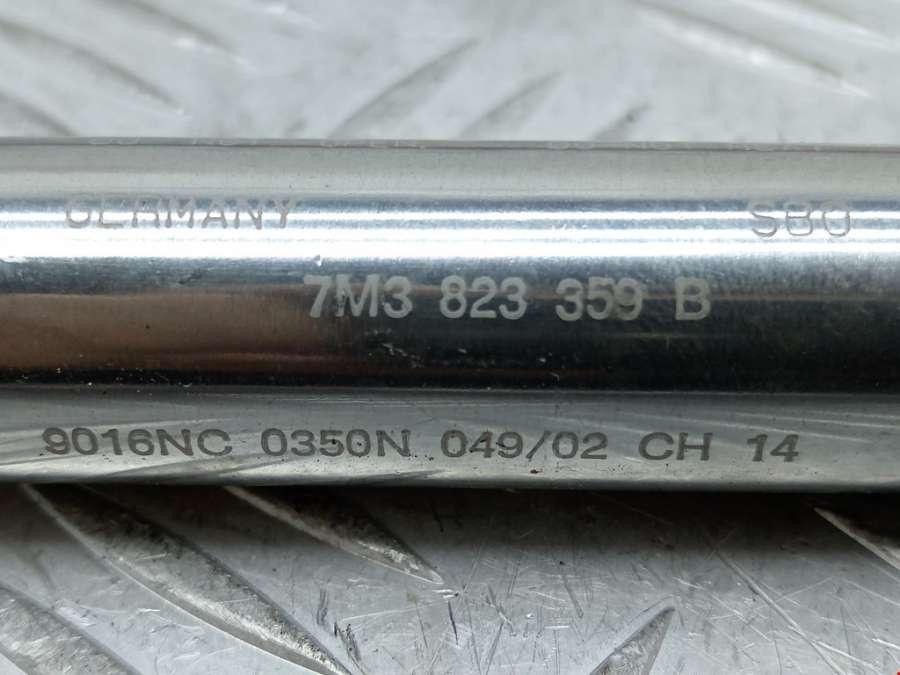 GERMANY SBO
7M3 823 359 B
9016NC 0350N 049/02 CH 14